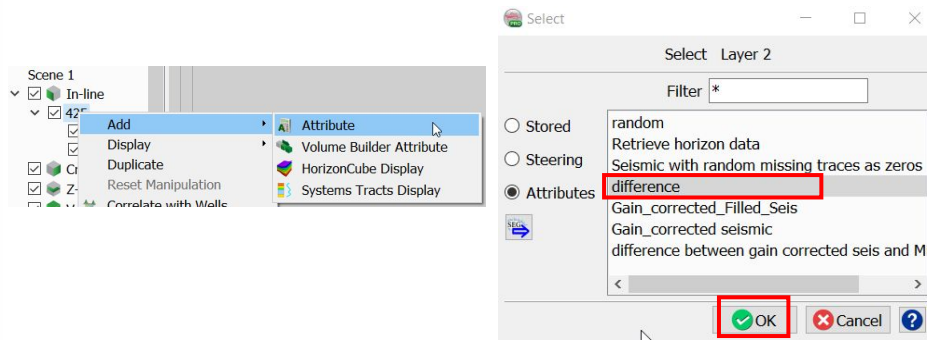 Scene 1
In-line
425
Add
Attribute
Display
Volume Builder Attribute
Duplicate
HorizonCube Display
Reset Manipulation
Systems Tracts Display
Correlate with Wells
Cr
Z-
Select
Select Layer 2
Filter *
Stored
Steering
Attributes
random
Retrieve horizon data
Seismic with random missing traces as zeros
difference
Gain_corrected_Filled_Seis
Gain_corrected seismic
difference between gain corrected seis and M
OK
Cancel
?